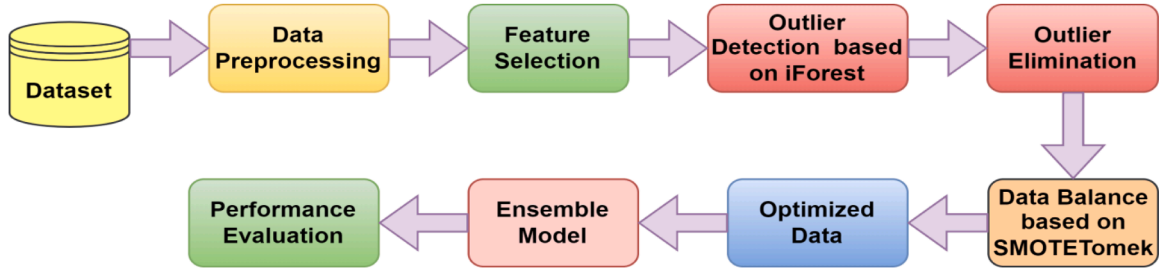 Dataset
Data
Preprocessing
Feature
Selection
Outlier
Detection based
on iForest
Outlier
Elimination
Data Balance
based on
SMOTETomek
Optimized
Data
Ensemble
Model
Performance
Evaluation